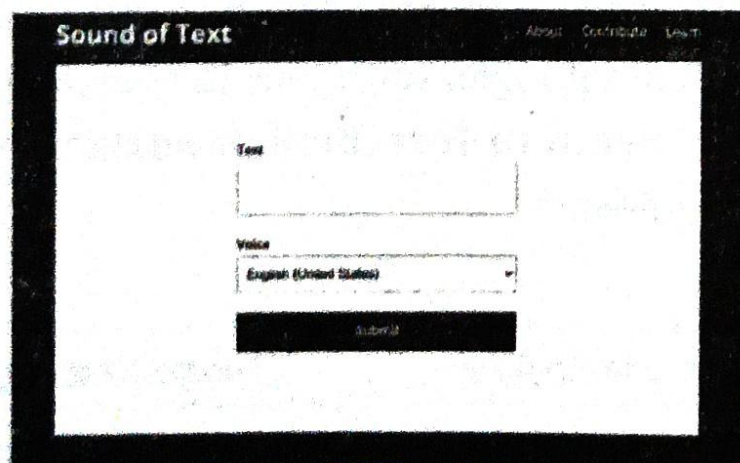 Sound of Text
About Contribute Learn
Text
Voice
English (United States)
Submit